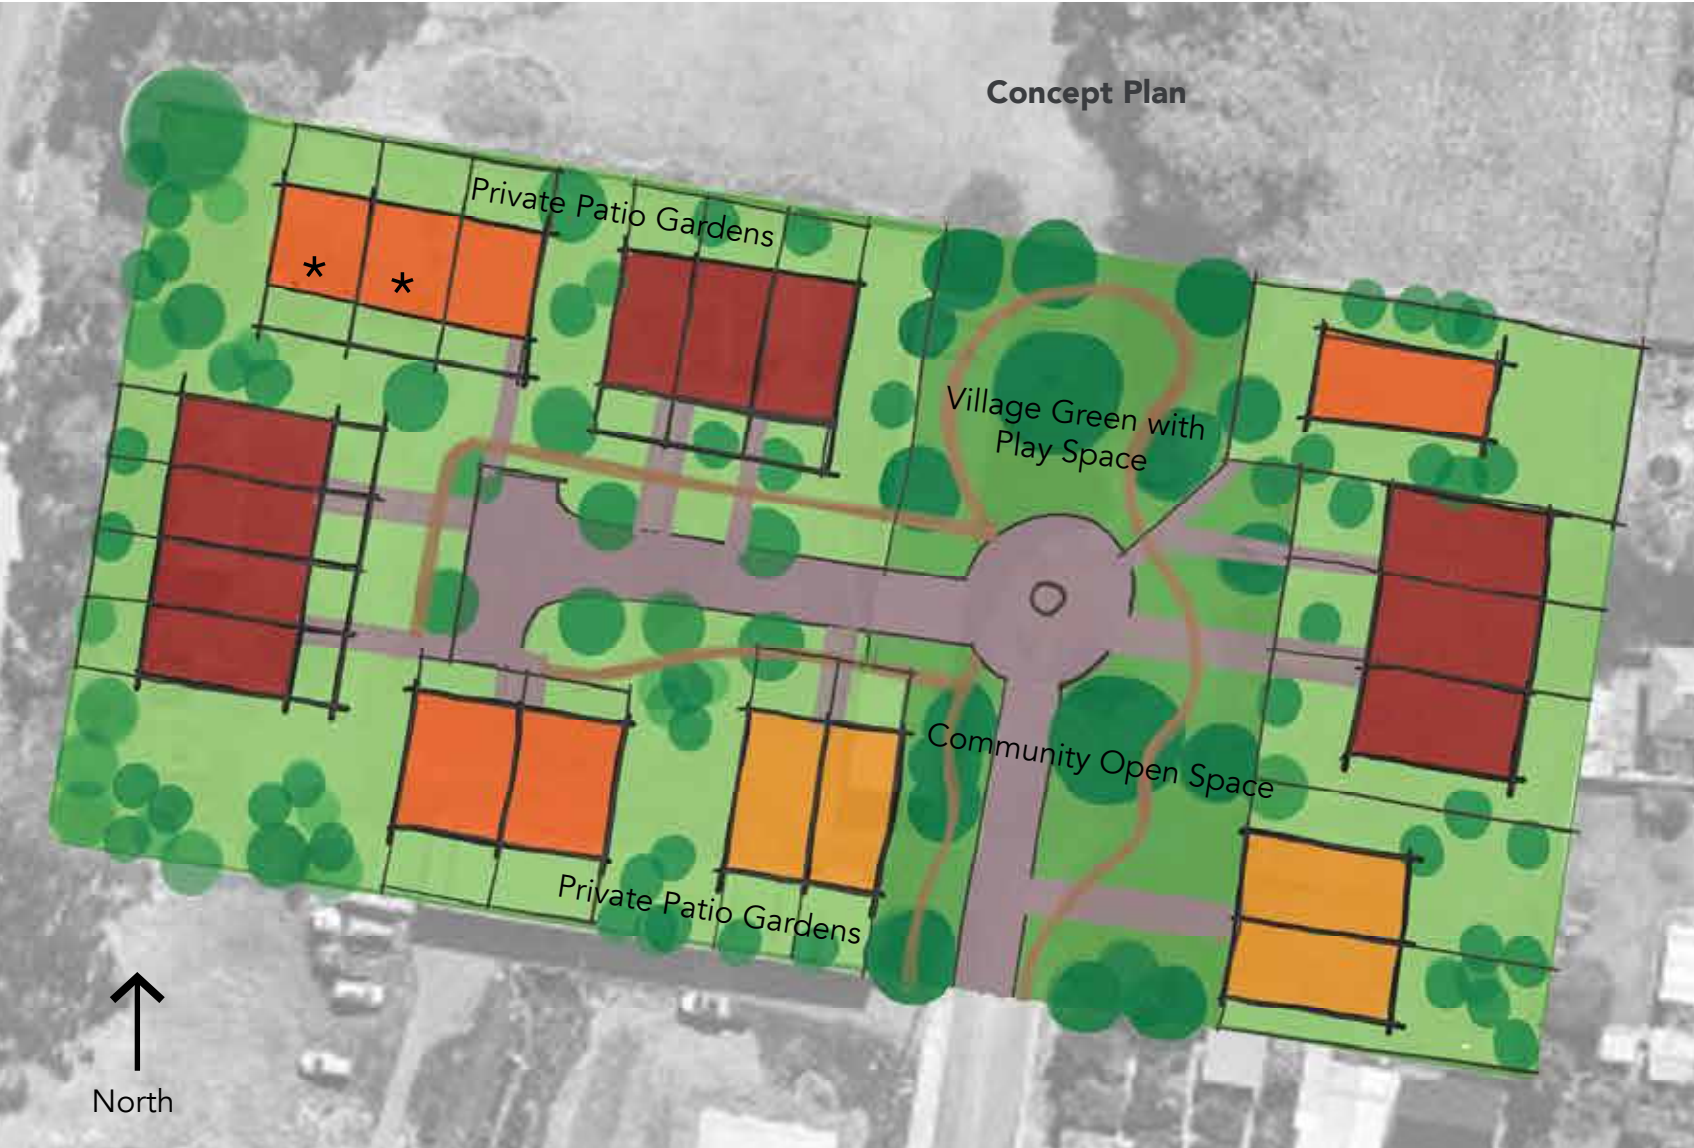 Concept Plan
Private Patio Gardens
*
*
Village Green with
Play Space
Community Open Space
Private Patio Gardens
North